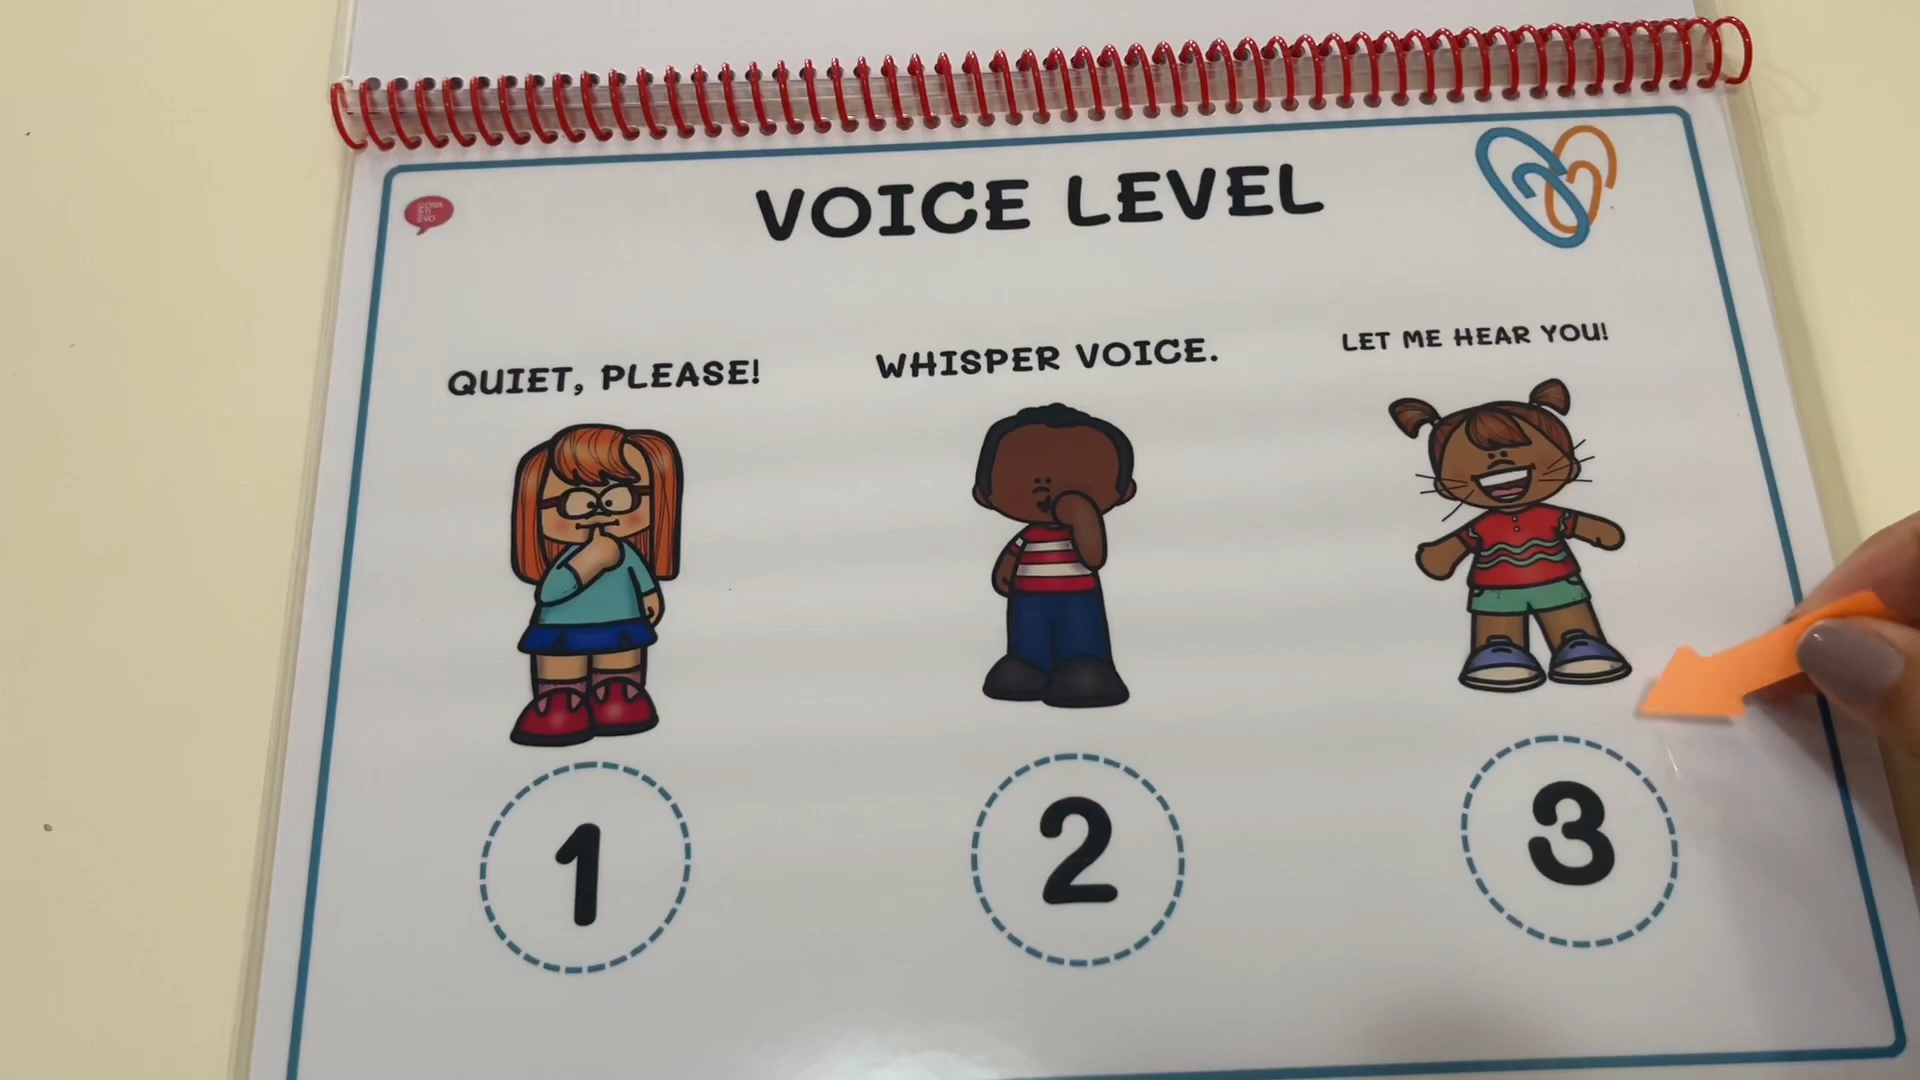 VOICE LEVEL
QUIET, PLEASE!
WHISPER VOICE.
LET ME HEAR YOU!
1
2
3